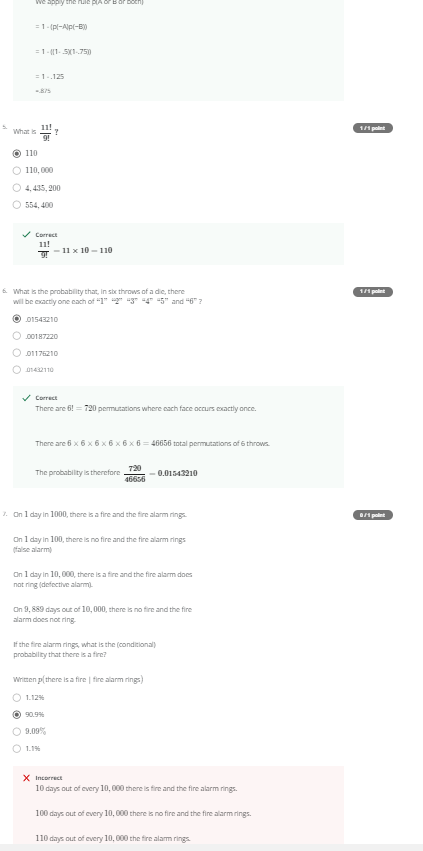 We apply the rule p(A or B or both)
= 1 - (p(~A)p(~B))
= 1 - ((1- .5)(1-.75))
= 1 - .125
=.875
5. What is 11!/9! ?
1 / 1 point
110
110,000
4,435,200
554,400
Correct
11!/9! = 11 × 10 = 110
6. What is the probability that, in six throws of a die, there
will be exactly one each of "1" "2" "3" "4" "5" and "6" ?
1 / 1 point
.01543210
.00187220
.01176210
.01432110
Correct
There are 6! = 720 permutations where each face occurs exactly once.
There are 6 × 6 × 6 × 6 × 6 × 6 = 46656 total permutations of 6 throws.
The probability is therefore 720/46656 = 0.01543210
7. On 1 day in 1000, there is a fire and the fire alarm rings.
0 / 1 point
On 1 day in 100, there is no fire and the fire alarm rings
(false alarm)
On 1 day in 10,000, there is a fire and the fire alarm does
not ring (defective alarm).
On 9,889 days out of 10,000, there is no fire and the fire
alarm does not ring.
If the fire alarm rings, what is the (conditional)
probability that there is a fire?
Written p(there is a fire | fire alarm rings)
1.12%
90.9%
9.09%
1.1%
Incorrect
10 days out of every 10,000 there is fire and the fire alarm rings.
100 days out of every 10,000 there is no fire and the fire alarm rings.
110 days out of every 10,000 the fire alarm rings.